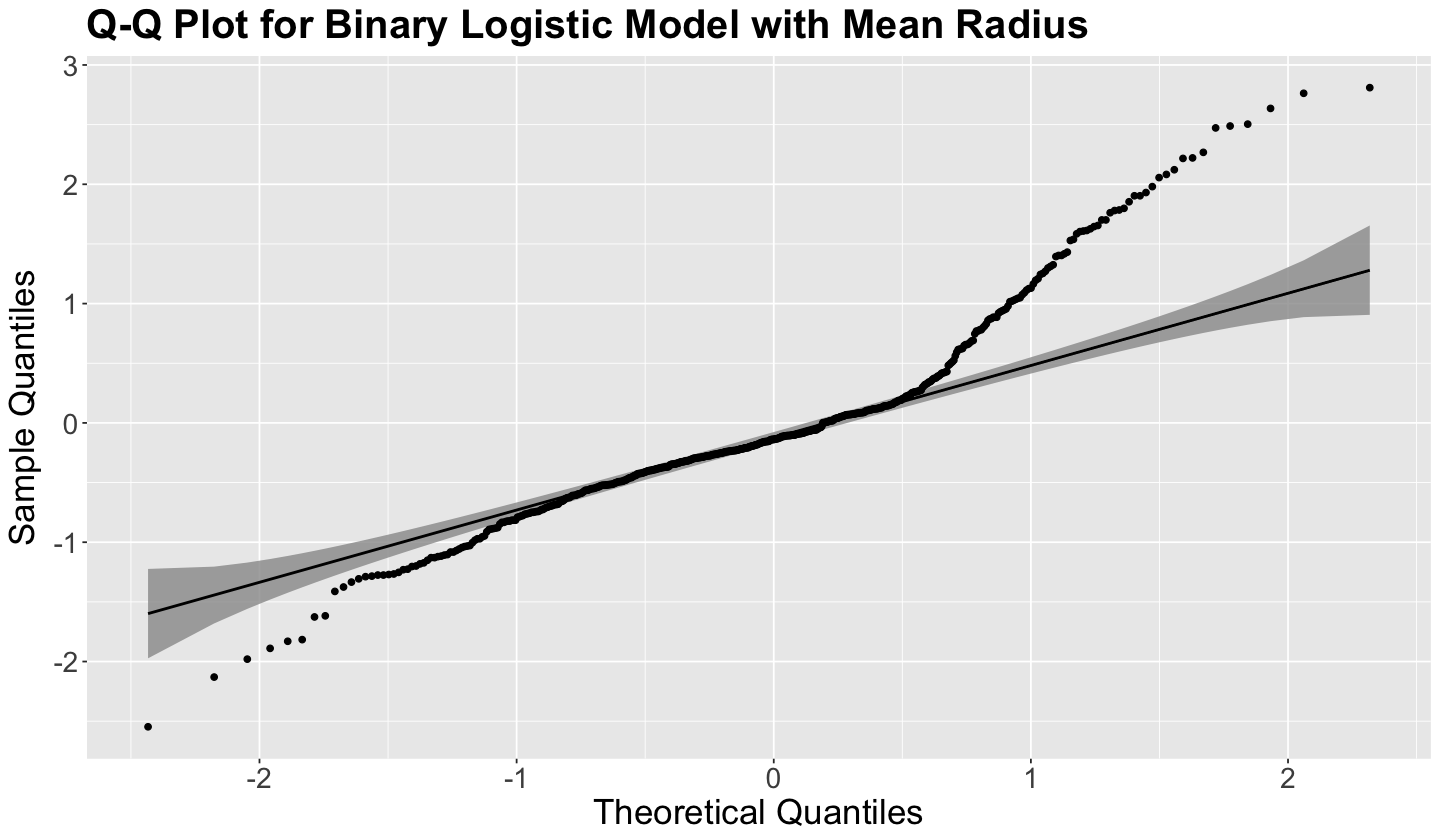 Q-Q Plot for Binary Logistic Model with Mean Radius
3
2
1
0
-1
-2
Sample Quantiles
-2 -1 0 1 2
Theoretical Quantiles